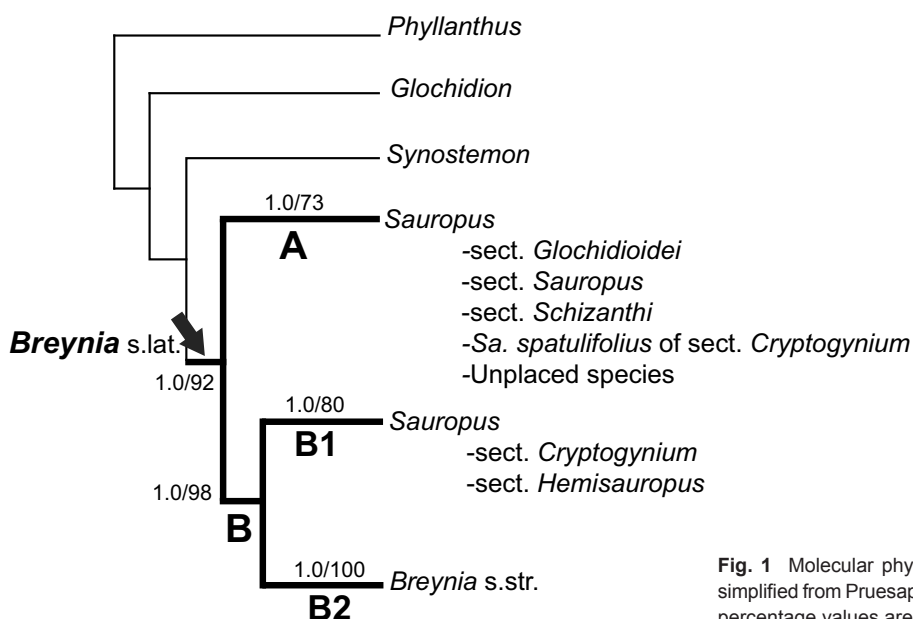 Phyllanthus
Glochidion
Synostemon
1.0/73
Sauropus
A
-sect. Glochidioidei
-sect. Sauropus
-sect. Schizanthi
-Sa. spatulifolius of sect. Cryptogynium
-Unplaced species
Breynia s.lat.
1.0/92
1.0/80
Sauropus
B1
-sect. Cryptogynium
-sect. Hemisauropus
1.0/98
B
1.0/100
Breynia s.str.
B2
Fig. 1 Molecular phy
simplified from Pruesap
percentage values are